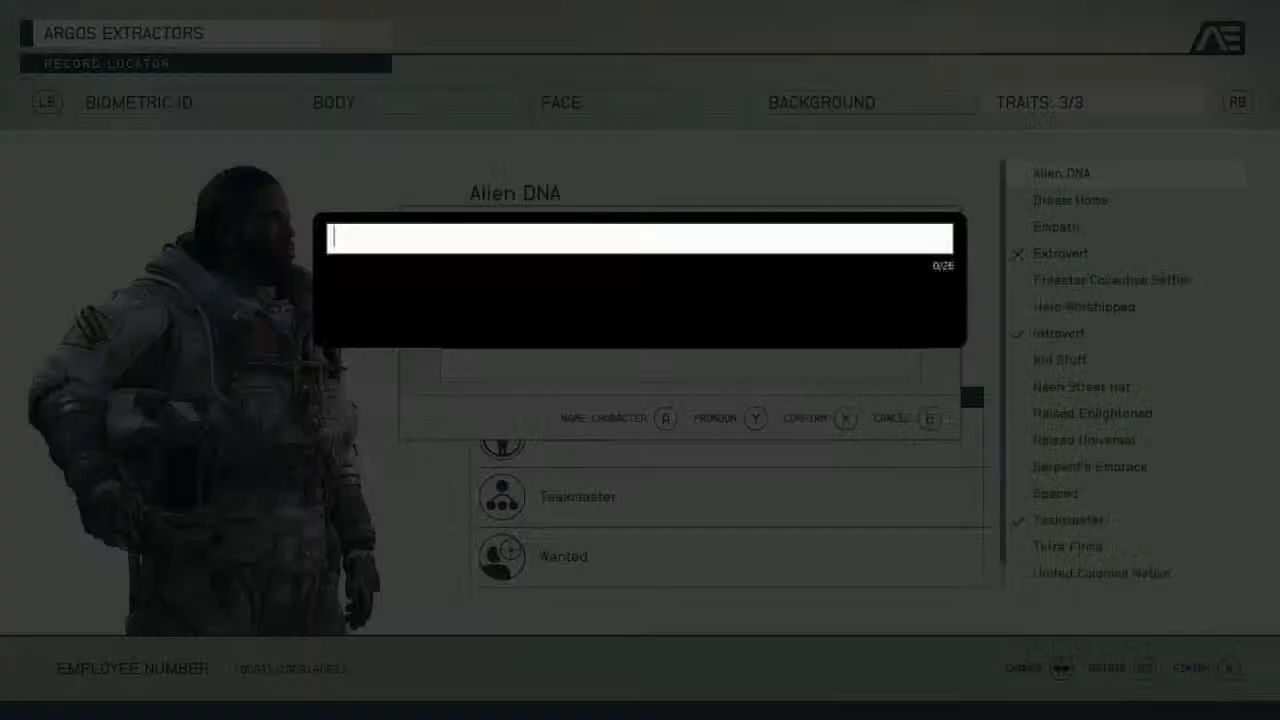 ARGOS EXTRACTORS
AE
RECORD LOCATOR
LB BIOMETRIC ID BODY FACE BACKGROUND TRAITS: 3/3 RB
Alien DNA
0/26
NAME CHARACTER A PRONOUN Y CONFIRM X CANCEL B
Taskmaster
Wanted
Alien DNA
Dream Home
Empath
Extrovert
Freestar Collective Settler
Hero Worshipped
Introvert
Kid Stuff
Neon Street Rat
Raised Enlightened
Raised Universal
Serpent's Embrace
Spaced
Taskmaster
Terra Firma
United Colonies Native
EMPLOYEE NUMBER
FINISH